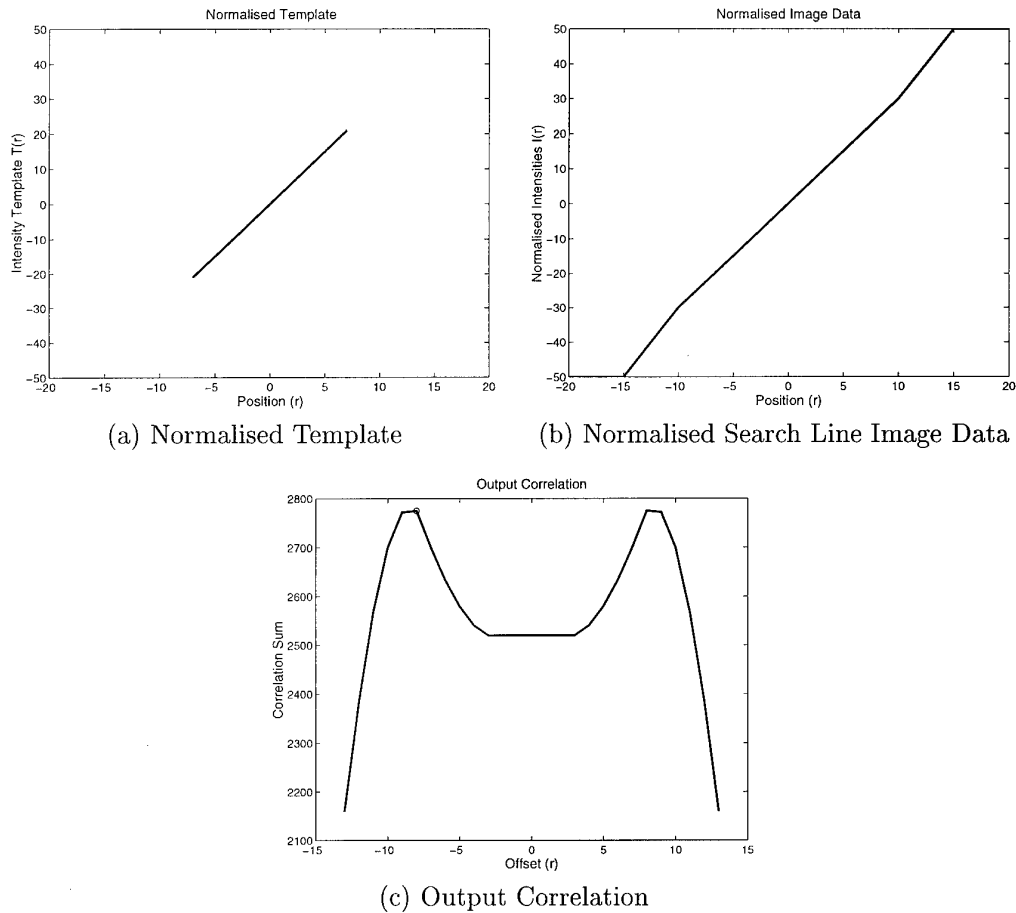 Normalised Template
50
40
30
20
10
0
−10
−20
−30
−40
−50
Intensity Template T(r)
−20 −15 −10 −5 0 5 10 15 20
Position (r)
(a) Normalised Template
Normalised Image Data
50
40
30
20
10
0
−10
−20
−30
−40
−50
Normalised Intensities I(r)
−20 −15 −10 −5 0 5 10 15 20
Position (r)
(b) Normalised Search Line Image Data
Output Correlation
2800
2700
2600
2500
2400
2300
2200
2100
Correlation Sum
−15 −10 −5 0 5 10 15
Offset (r)
(c) Output Correlation